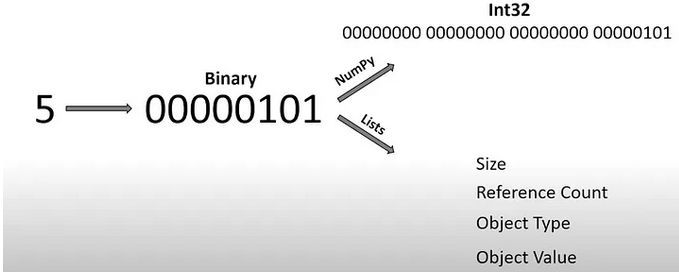 Int32
00000000 00000000 00000000 00000101
NumPy
Binary
5 00000101
Lists
Size
Reference Count
Object Type
Object Value